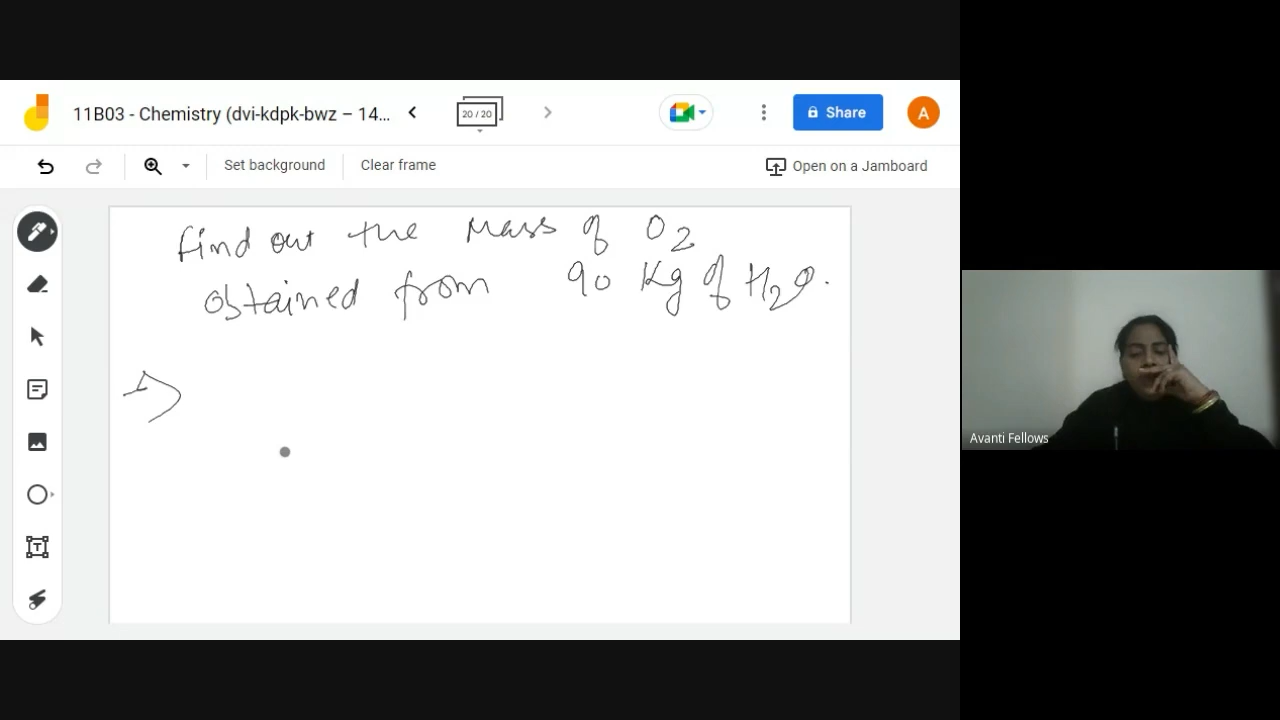 11B03 - Chemistry (dvi-kdpk-bwz – 14...
20 / 20
Share
A
Set background
Clear frame
Open on a Jamboard
find out the Mass of O2
obtained from 90 Kg of H2O.
Avanti Fellows